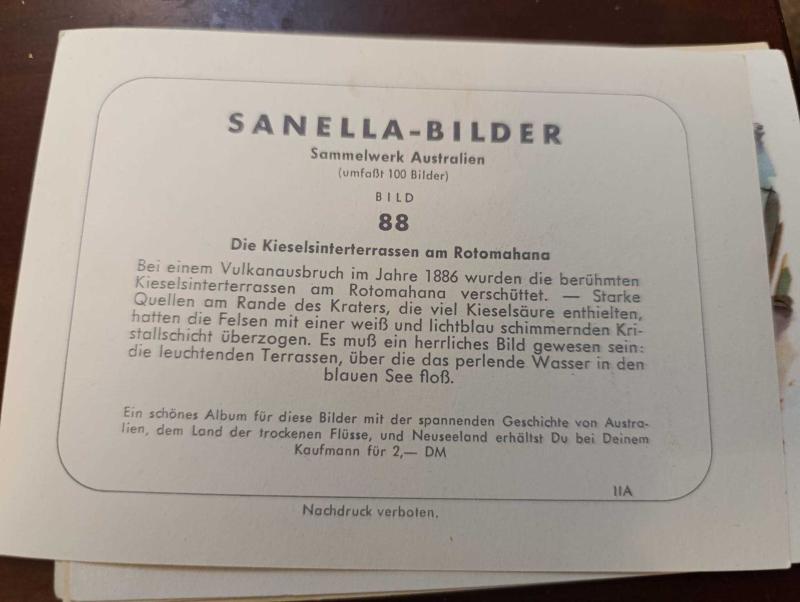 SANELLA-BILDER
Sammelwerk Australien
(umfaßt 100 Bilder)
BILD
88
Die Kieselsinterterrassen am Rotomahana
Bei einem Vulkanausbruch im Jahre 1886 wurden die berühmten
Kieselsinterterrassen am Rotomahana verschüttet. — Starke
Quellen am Rande des Kraters, die viel Kieselsäure enthielten,
hatten die Felsen mit einer weiß und lichtblau schimmernden Kri-
stallschicht überzogen. Es muß ein herrliches Bild gewesen sein:
die leuchtenden Terrassen, über die das perlende Wasser in den
blauen See floß.
Ein schönes Album für diese Bilder mit der spannenden Geschichte von Austra-
lien, dem Land der trockenen Flüsse, und Neuseeland erhältst Du bei Deinem
Kaufmann für 2,— DM
IIA
Nachdruck verboten.